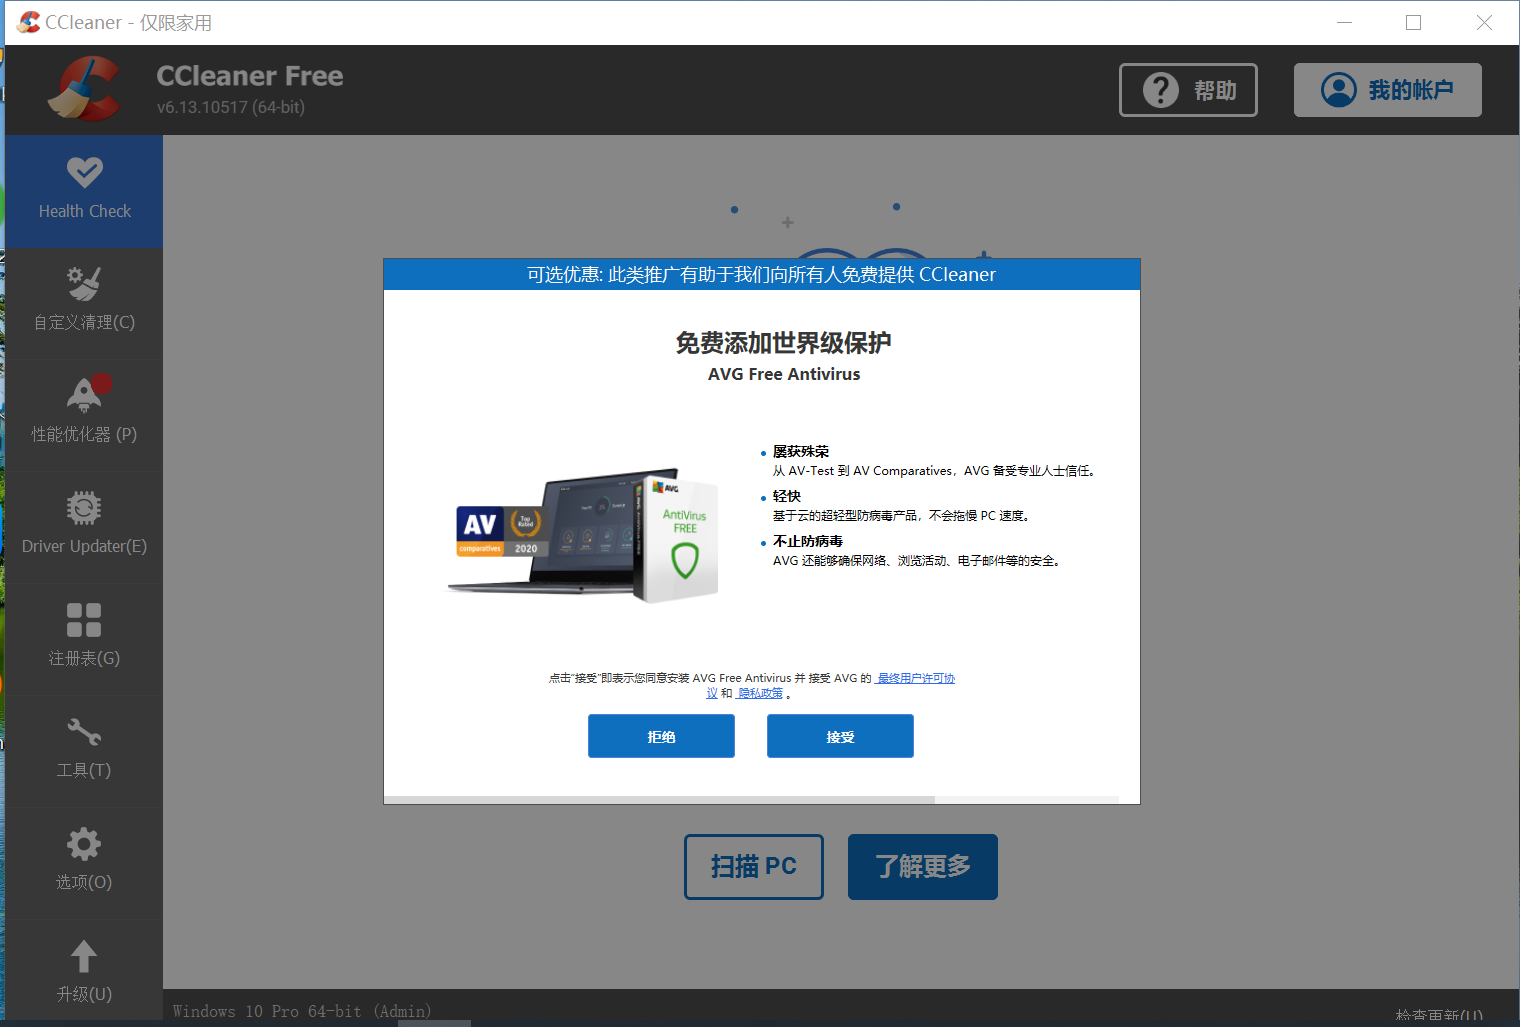 CCleaner - 仅限家用
CCleaner Free
v6.13.10517 (64-bit)
帮助
我的帐户
Health Check
自定义清理(C)
性能优化器 (P)
Driver Updater(E)
注册表(G)
工具(T)
选项(O)
升级(U)
可选优惠: 此类推广有助于我们向所有人免费提供 CCleaner
免费添加世界级保护
AVG Free Antivirus
屡获殊荣
从 AV-Test 到 AV Comparatives，AVG 备受专业人士信任。
轻快
基于云的超轻型防病毒产品，不会拖慢 PC 速度。
不止防病毒
AVG 还能够确保网络、浏览活动、电子邮件等的安全。
AV
comparatives
Top
Rated
2020
AVG
AntiVirus
FREE
点击“接受”即表示您同意安装 AVG Free Antivirus 并 接受 AVG 的 最终用户许可协
议 和 隐私政策 。
拒绝
接受
扫描 PC
了解更多
Windows 10 Pro 64-bit (Admin)
检查更新(U)